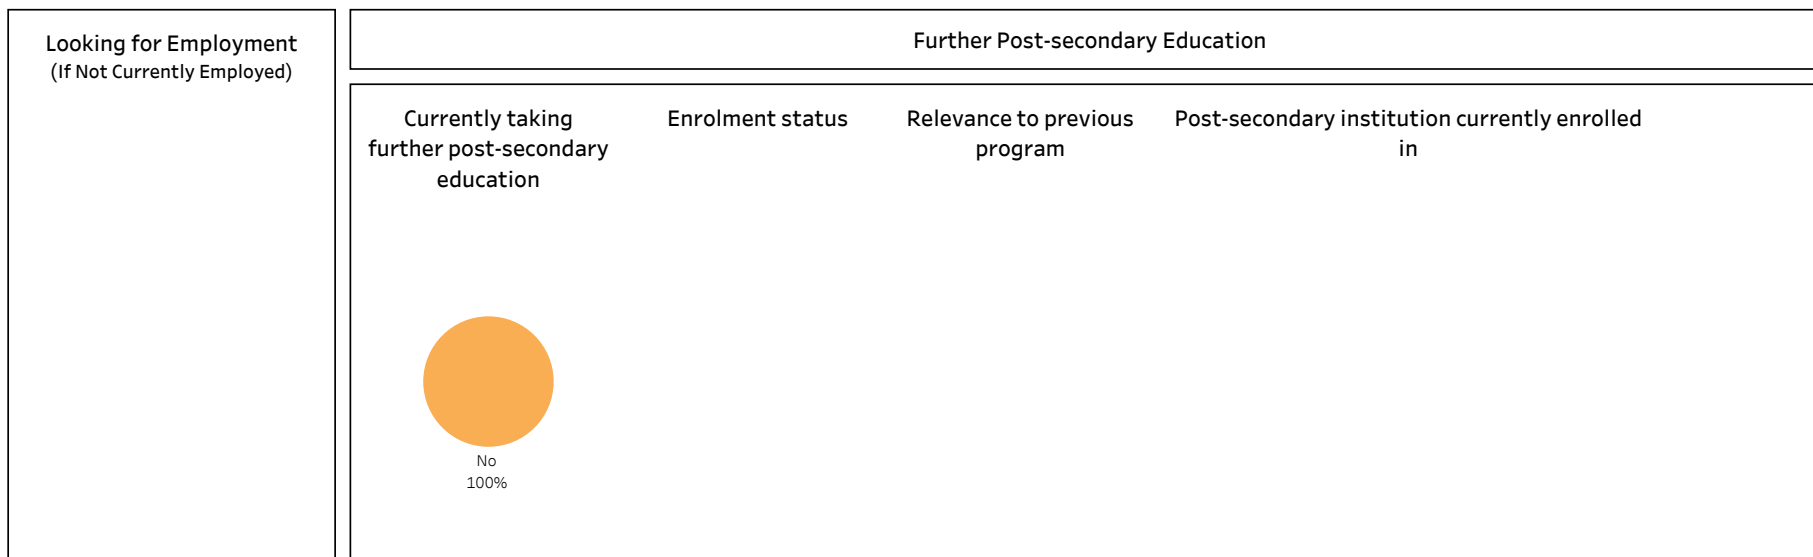 Looking for Employment
(If Not Currently Employed)
Further Post-secondary Education
Currently taking
further post-secondary
education
Enrolment status
Relevance to previous
program
Post-secondary institution currently enrolled
in
No
100%